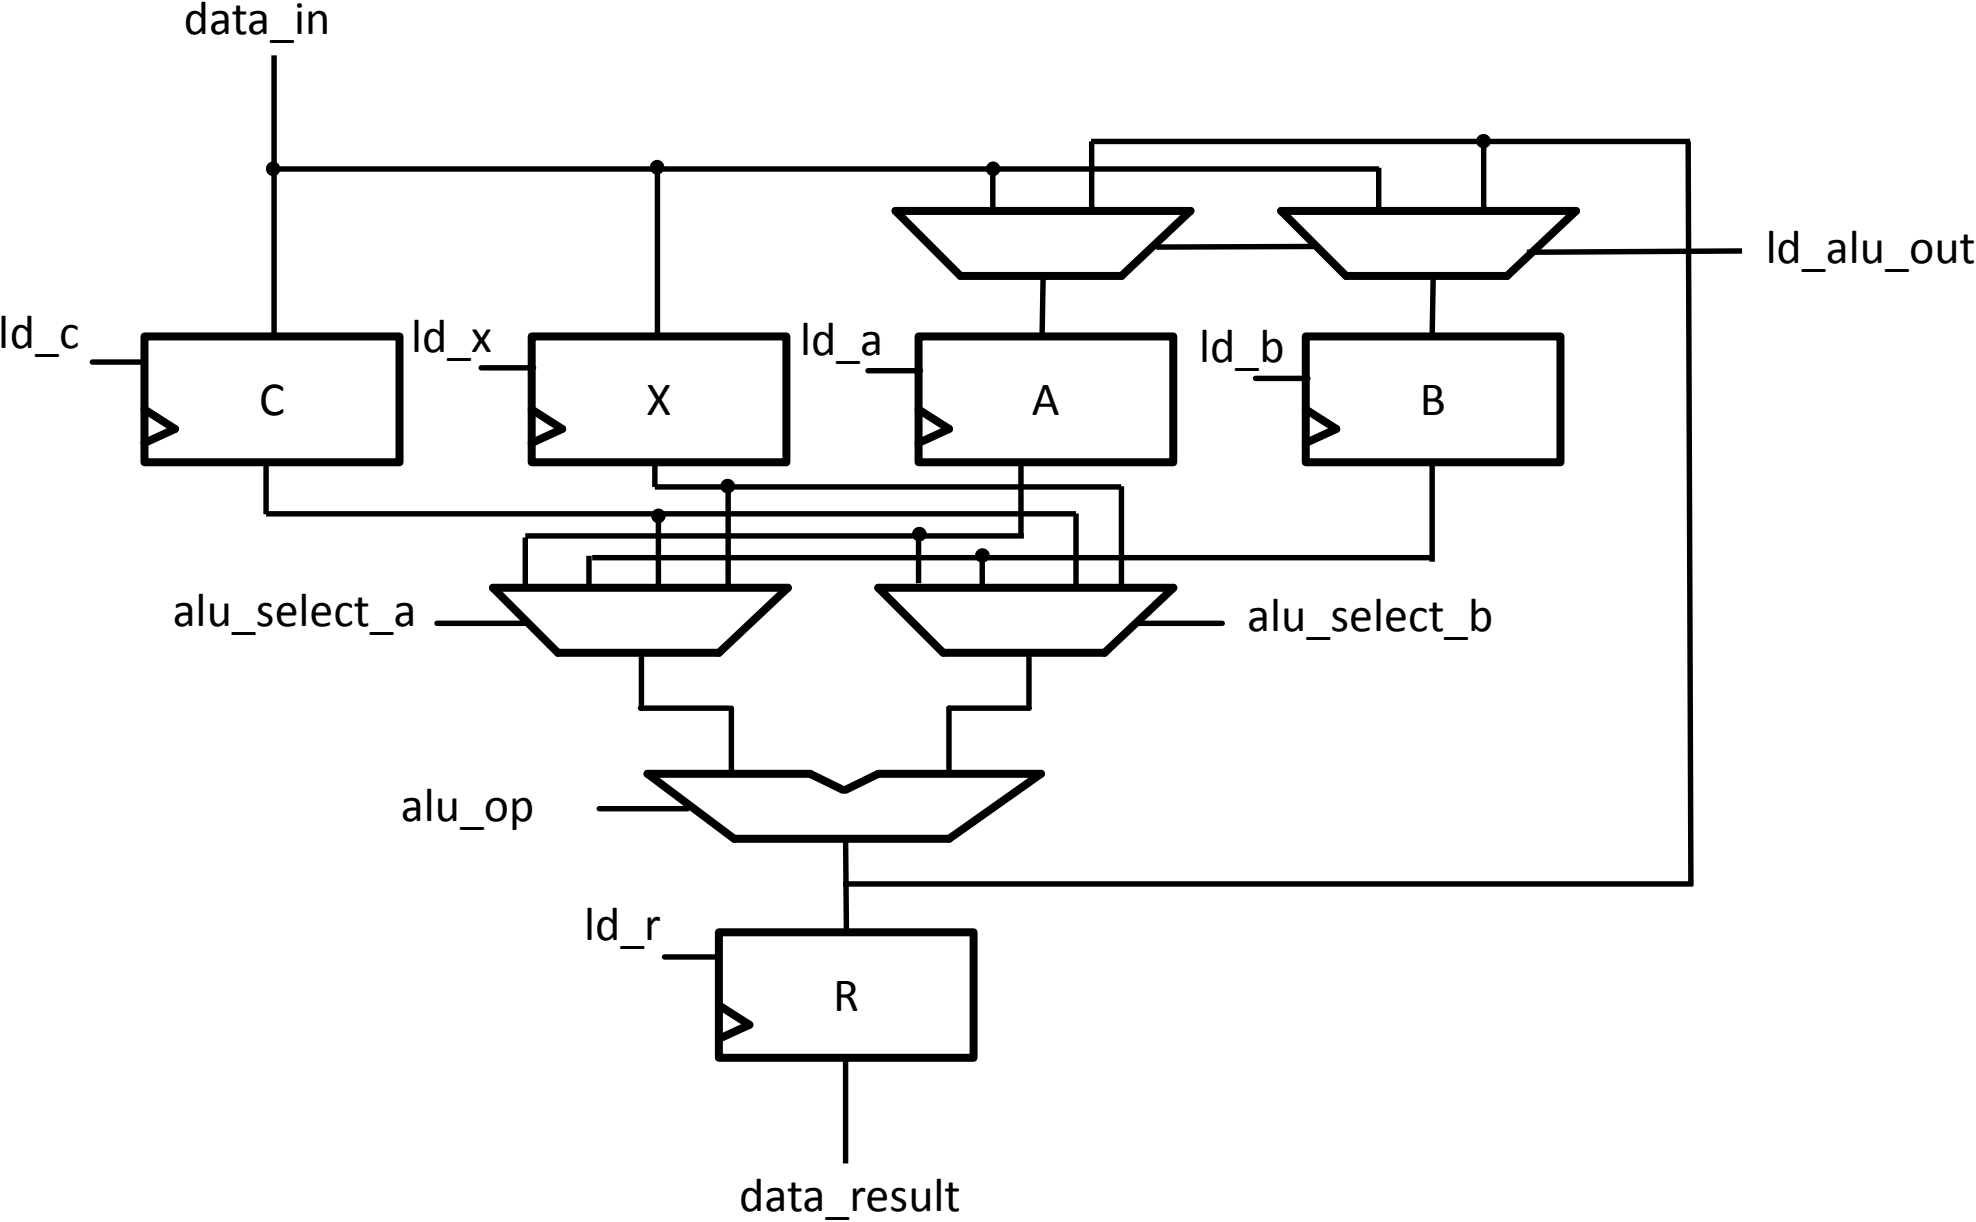 data_in
ld_alu_out
ld_c
ld_x
ld_a
ld_b
C
X
A
B
alu_select_a
alu_select_b
alu_op
ld_r
R
data_result